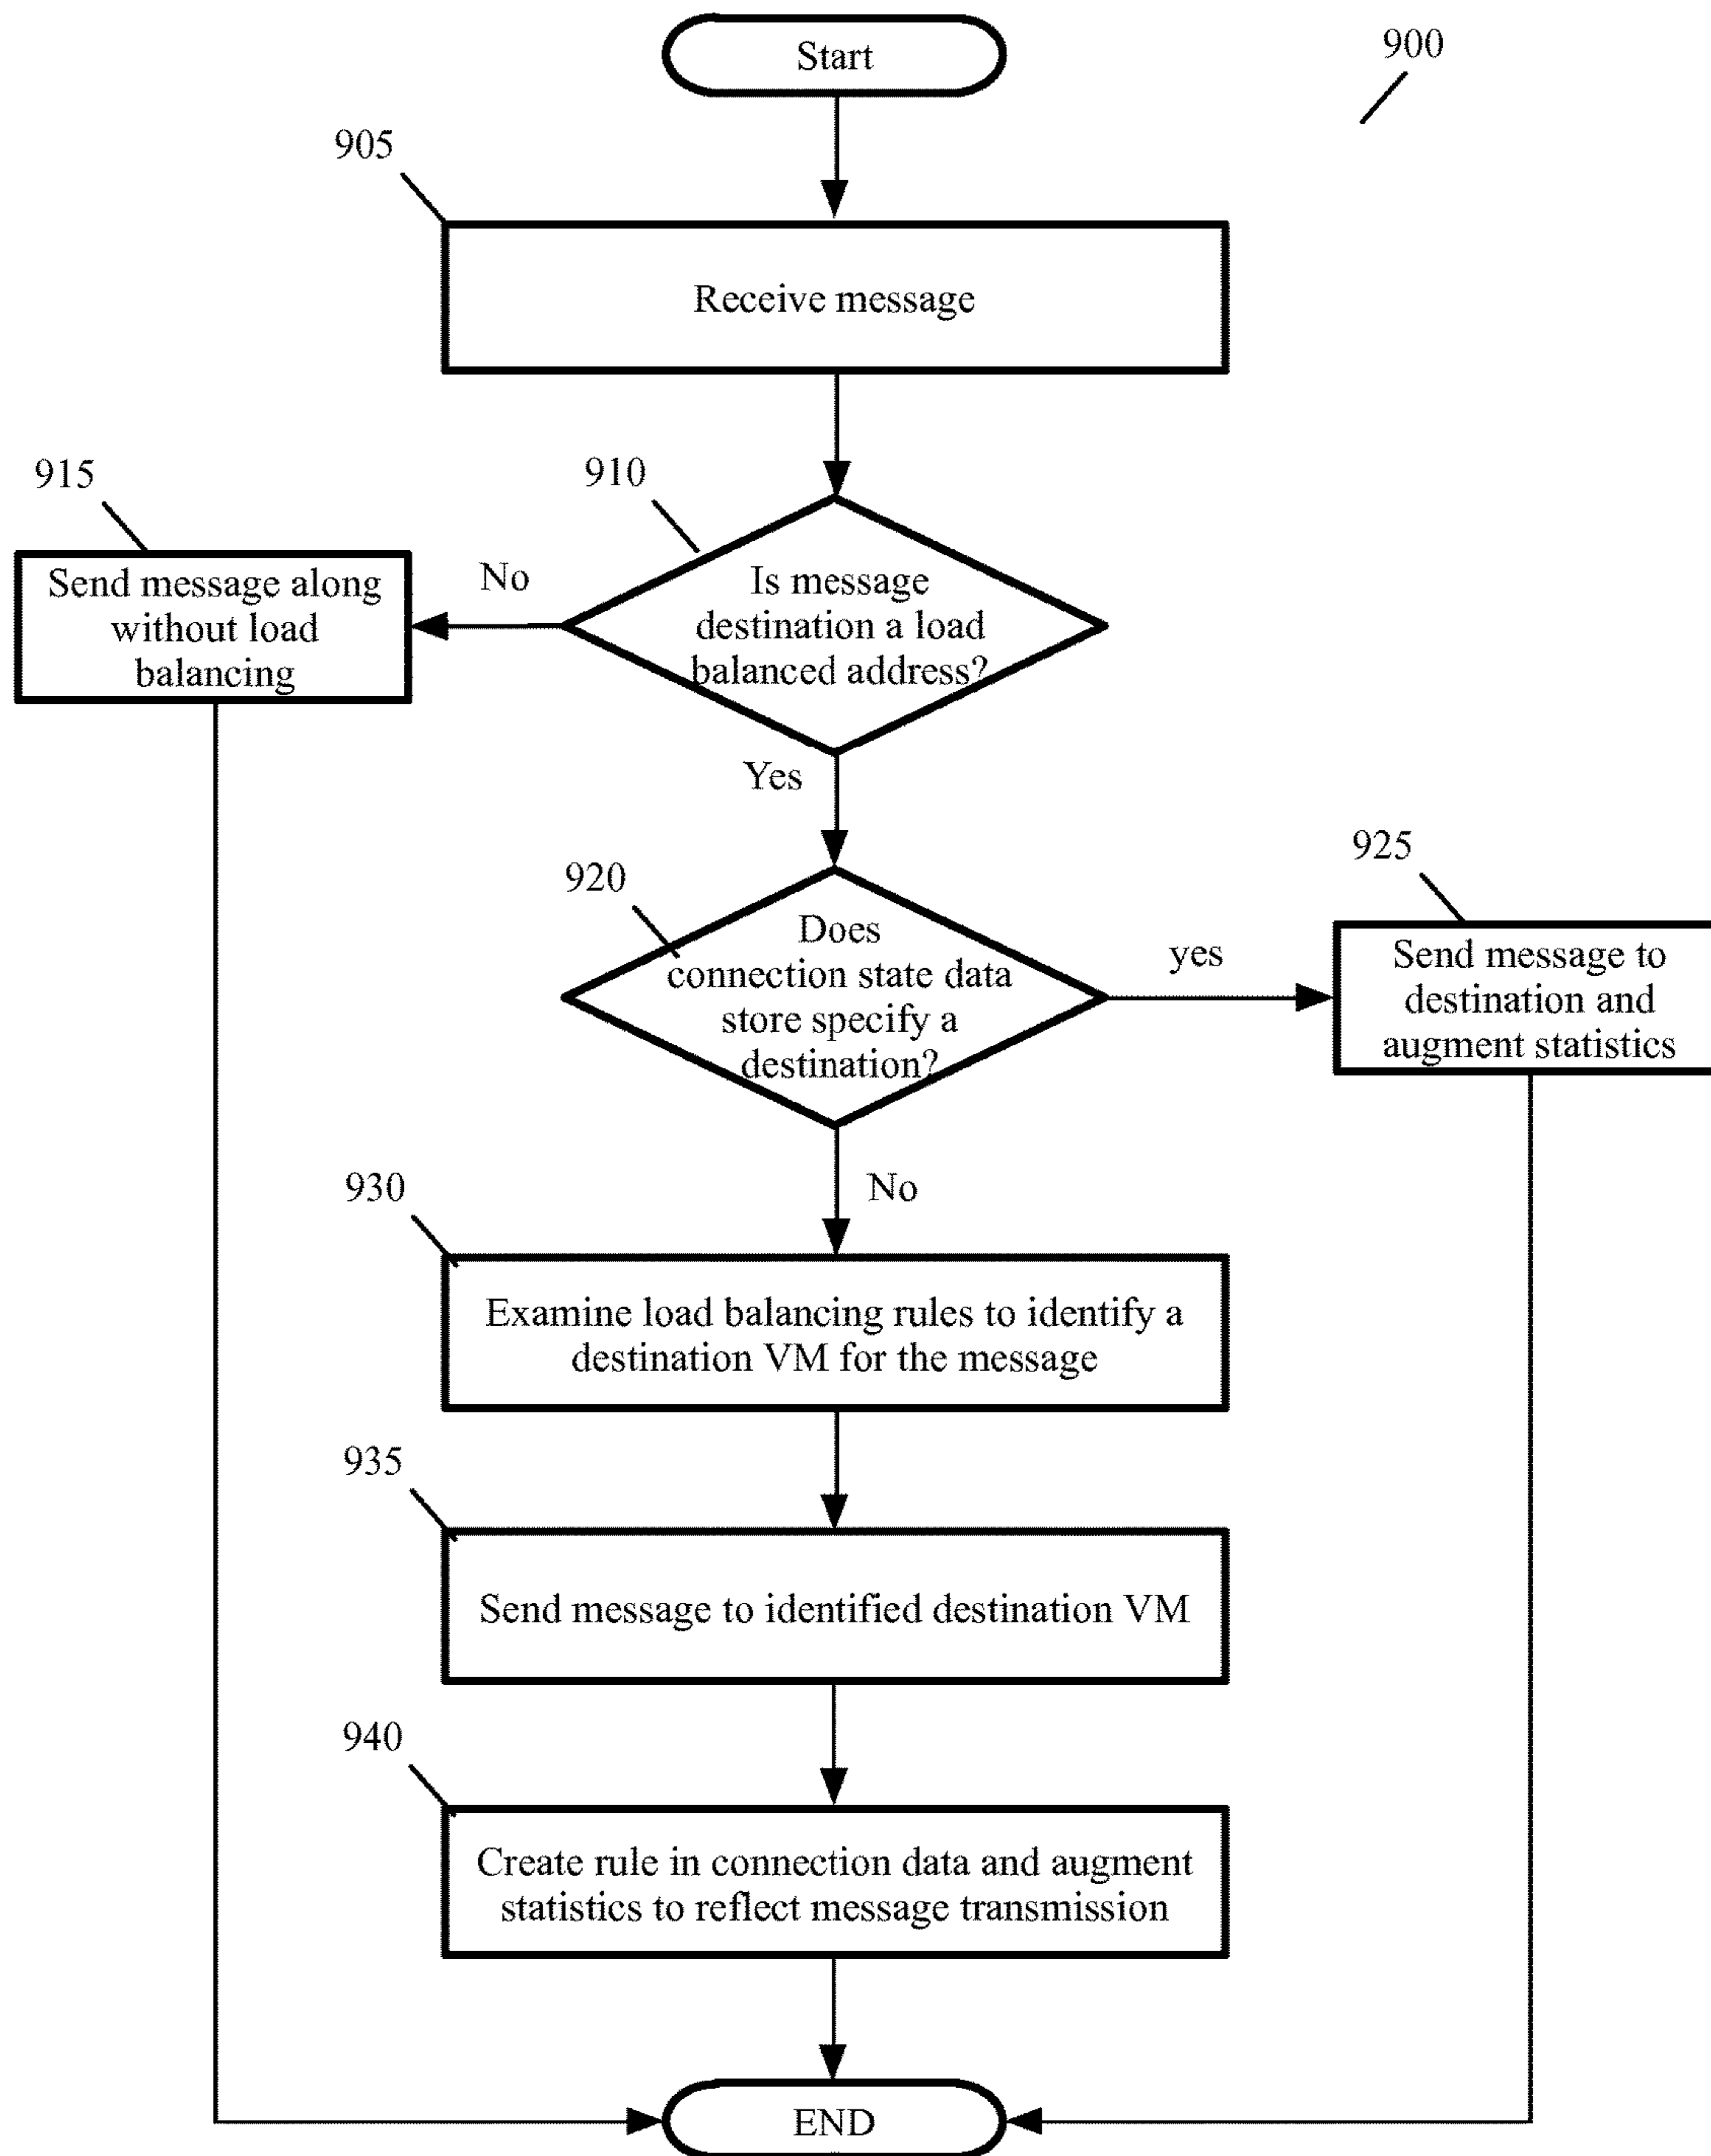 Start
900
905
Receive message
915
910
Send message along
without load
balancing
No
Is message
destination a load
balanced address?
Yes
925
920
Does
connection state data
store specify a
destination?
yes
Send message to
destination and
augment statistics
No
930
Examine load balancing rules to identify a
destination VM for the message
935
Send message to identified destination VM
940
Create rule in connection data and augment
statistics to reflect message transmission
END